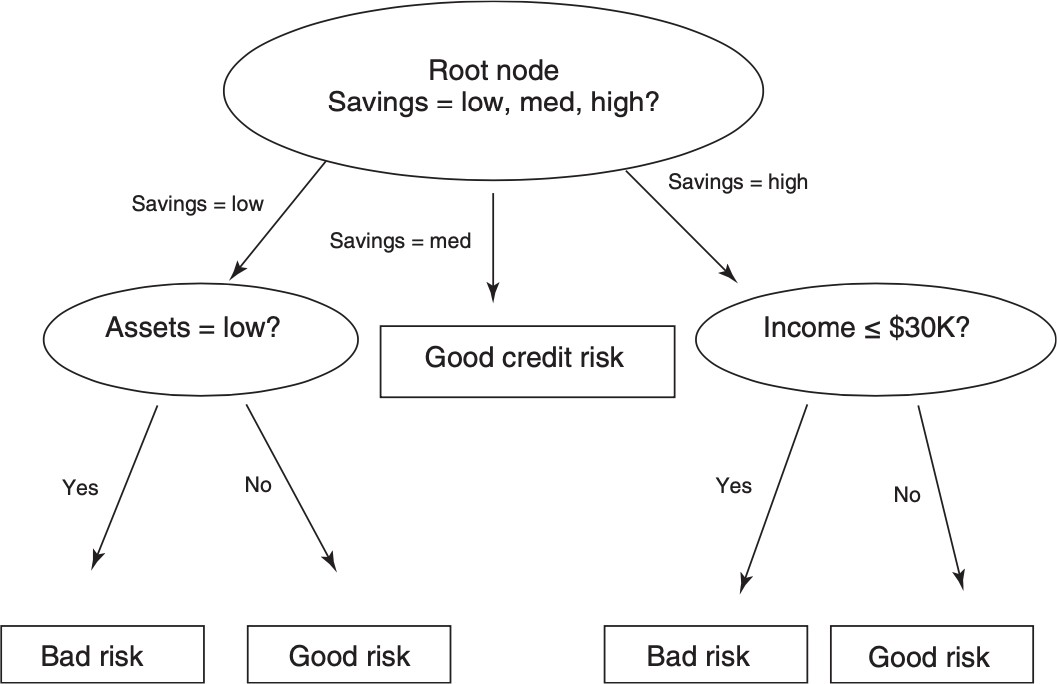 Root node
Savings = low, med, high?
Savings = low
Savings = med
Savings = high
Assets = low?
Good credit risk
Income ≤ $30K?
Yes
No
Yes
No
Bad risk
Good risk
Bad risk
Good risk